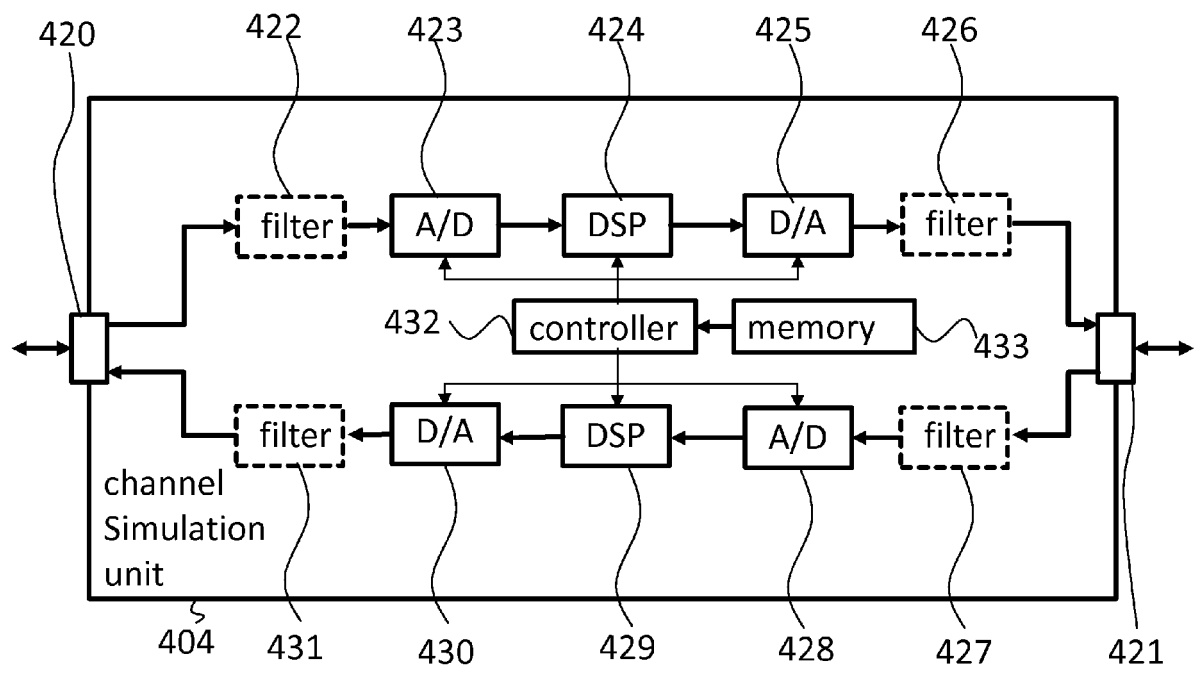 420 422 423 424 425 426
filter A/D DSP D/A filter
432 controller memory 433
filter D/A DSP A/D filter
channel
Simulation
unit
404 431 430 429 428 427 421